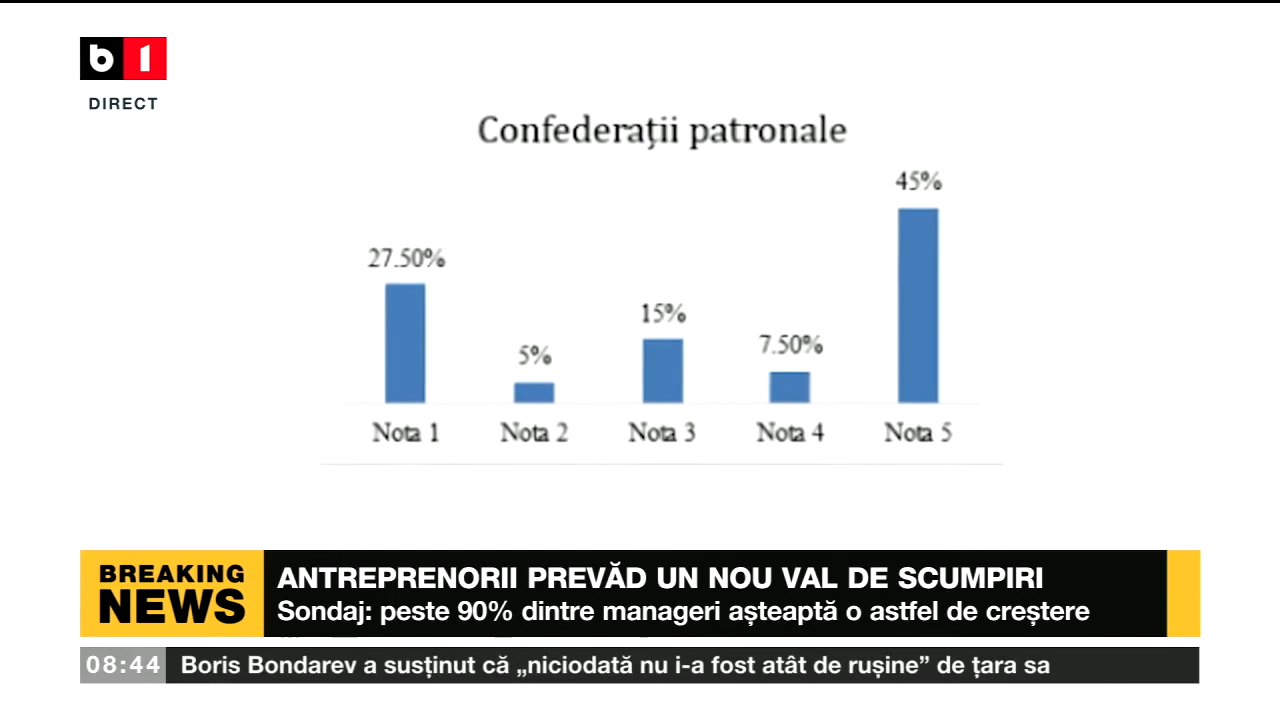 b1
DIRECT
Confederații patronale
45%
27.50%
15%
7.50%
5%
Nota 1 Nota 2 Nota 3 Nota 4 Nota 5
BREAKING NEWS
ANTREPRENORII PREVĂD UN NOU VAL DE SCUMPIRI
Sondaj: peste 90% dintre manageri așteaptă o astfel de creștere
08:44 Boris Bondarev a susținut că „niciodată nu i-a fost atât de rușine” de țara sa